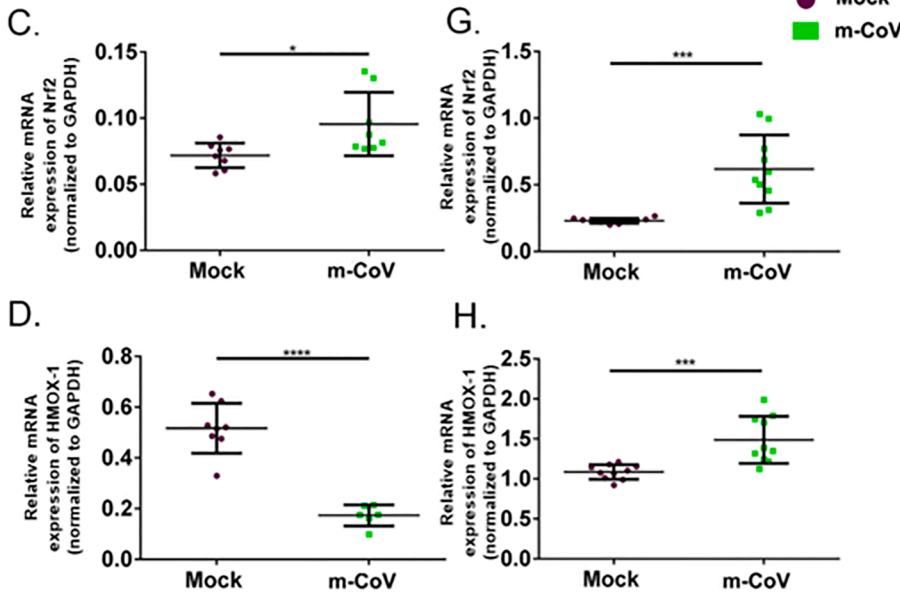 Mock
m-CoV
C.
Relative mRNA
expression of Nrf2
(normalized to GAPDH)
0.15
0.10
0.05
0.00
*
Mock
m-CoV
G.
Relative mRNA
expression of Nrf2
(normalized to GAPDH)
1.5
1.0
0.5
0.0
***
Mock
m-CoV
D.
Relative mRNA
expression of HMOX-1
(normalized to GAPDH)
0.8
0.6
0.4
0.2
0.0
****
Mock
m-CoV
H.
Relative mRNA
expression of HMOX-1
(normalized to GAPDH)
2.5
2.0
1.5
1.0
0.5
0.0
***
Mock
m-CoV